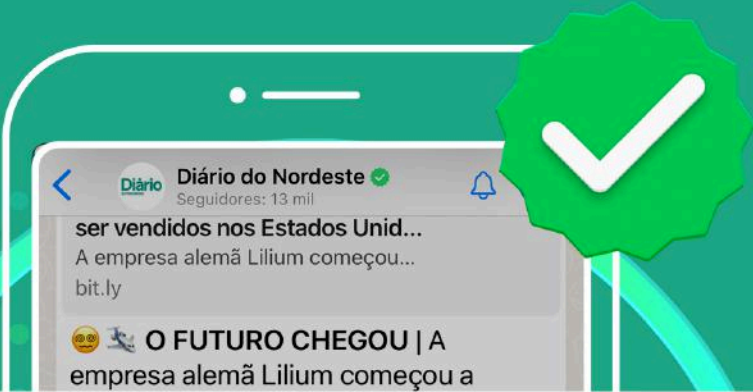 Diário
Diário do Nordeste
Seguidores: 13 mil
ser vendidos nos Estados Unid...
A empresa alemã Lilium começou...
bit.ly
O FUTURO CHEGOU | A
empresa alemã Lilium começou a